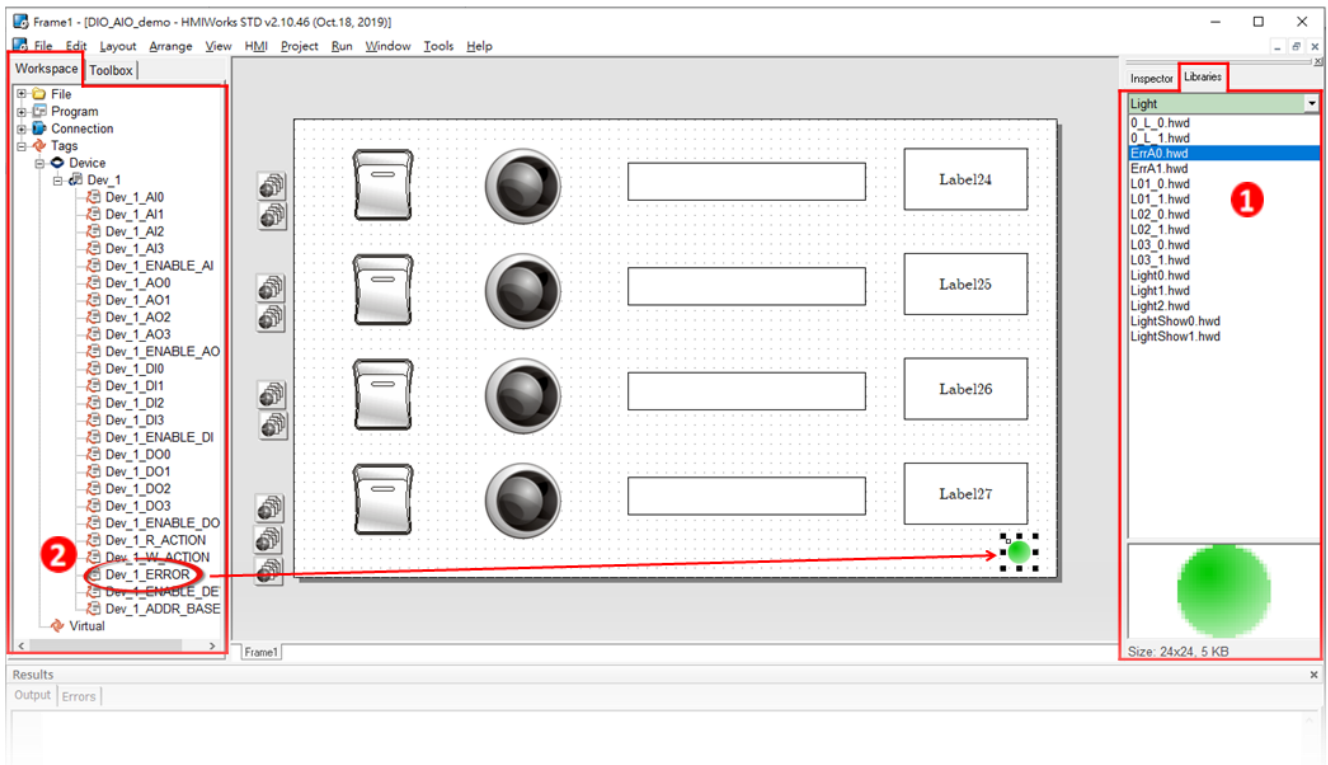 Frame1 - [DIO_AIO_demo - HMIWorks STD v2.10.46 (Oct.18, 2019)]
File Edit Layout Arrange View HMI Project Run Window Tools Help
Workspace Toolbox
File
Program
Connection
Tags
Device
Dev_1
Dev_1_AI0
Dev_1_AI1
Dev_1_AI2
Dev_1_AI3
Dev_1_ENABLE_AI
Dev_1_AO0
Dev_1_AO1
Dev_1_AO2
Dev_1_AO3
Dev_1_ENABLE_AO
Dev_1_DI0
Dev_1_DI1
Dev_1_DI2
Dev_1_DI3
Dev_1_ENABLE_DI
Dev_1_DO0
Dev_1_DO1
Dev_1_DO2
Dev_1_DO3
Dev_1_ENABLE_DO
Dev_1_R_ACTION
Dev_1_W_ACTION
2
Dev_1_ERROR
Dev_1_ENABLE_DE
Dev_1_ADDR_BASE
Virtual
Label24
Label25
Label26
Label27
Frame1
Inspector Libraries
Light
0_L_0.hwd
0_L_1.hwd
ErrA0.hwd
ErrA1.hwd
L01_0.hwd
L01_1.hwd
L02_0.hwd
L02_1.hwd
L03_0.hwd
L03_1.hwd
Light0.hwd
Light1.hwd
Light2.hwd
LightShow0.hwd
LightShow1.hwd
1
Size: 24x24, 5 KB
Results
Output Errors